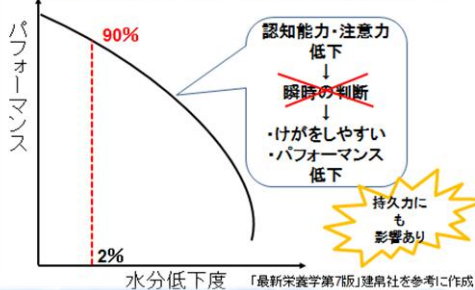 パフォーマンス
90%
認知能力・注意力
低下
↓
瞬時の判断
↓
・けがをしやすい
・パフォーマンス
低下
持久力に
も
影響あり
2%
水分低下度
「最新栄養学第7版」建帛社を参考に作成